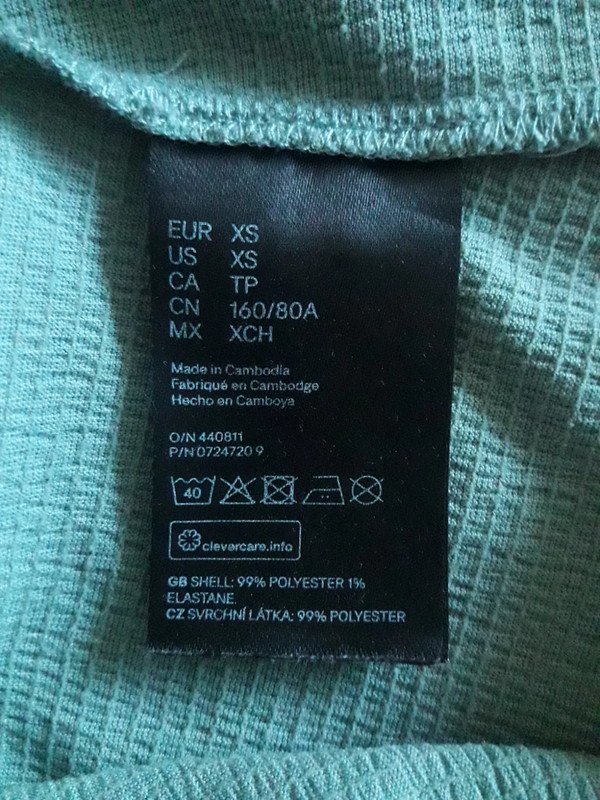 EUR XS
US XS
CA TP
CN 160/80A
MX XCH
Made in Cambodia
Fabriqué en Cambodge
Hecho en Camboya
O/N 440811
P/N 0724720 9
40
clevercare.info
GB SHELL: 99% POLYESTER 1%
ELASTANE.
CZ SVRCHNÍ LÁTKA: 99% POLYESTER